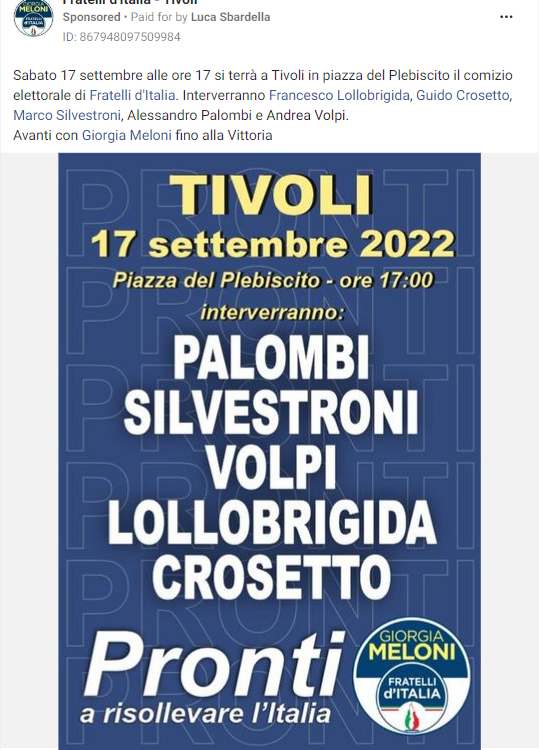 Fratelli d'Italia - Tivoli
Sponsored • Paid for by Luca Sbardella
ID: 867948097509984
Sabato 17 settembre alle ore 17 si terrà a Tivoli in piazza del Plebiscito il comizio
elettorale di Fratelli d'Italia. Interverranno Francesco Lollobrigida, Guido Crosetto,
Marco Silvestroni, Alessandro Palombi e Andrea Volpi.
Avanti con Giorgia Meloni fino alla Vittoria
TIVOLI
17 settembre 2022
Piazza del Plebiscito - ore 17:00
interverranno:
PALOMBI
SILVESTRONI
VOLPI
LOLLOBRIGIDA
CROSETTO
Pronti
a risollevare l'Italia
GIORGIA
MELONI
FRATELLI
d'ITALIA